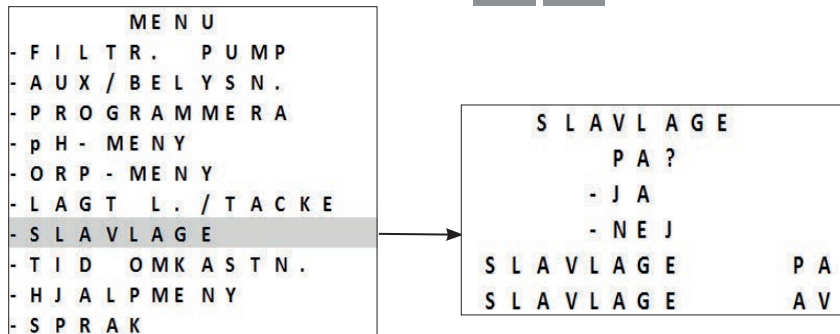 MENU
-FILTR. PUMP
-AUX/BELYSN.
-PROGRAMMERA
-pH-MENY
-ORP-MENY
-LAGT L./TACKE
-SLAVLAGE
-TID OMKASTN.
-HJALPMENY
-SPRAK
SLAVLAGE
PA?
-JA
-NEJ
SLAVLAGE PA
SLAVLAGE AV